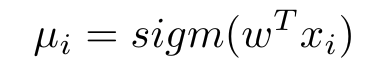 μ_i = sigm(w^T x_i)